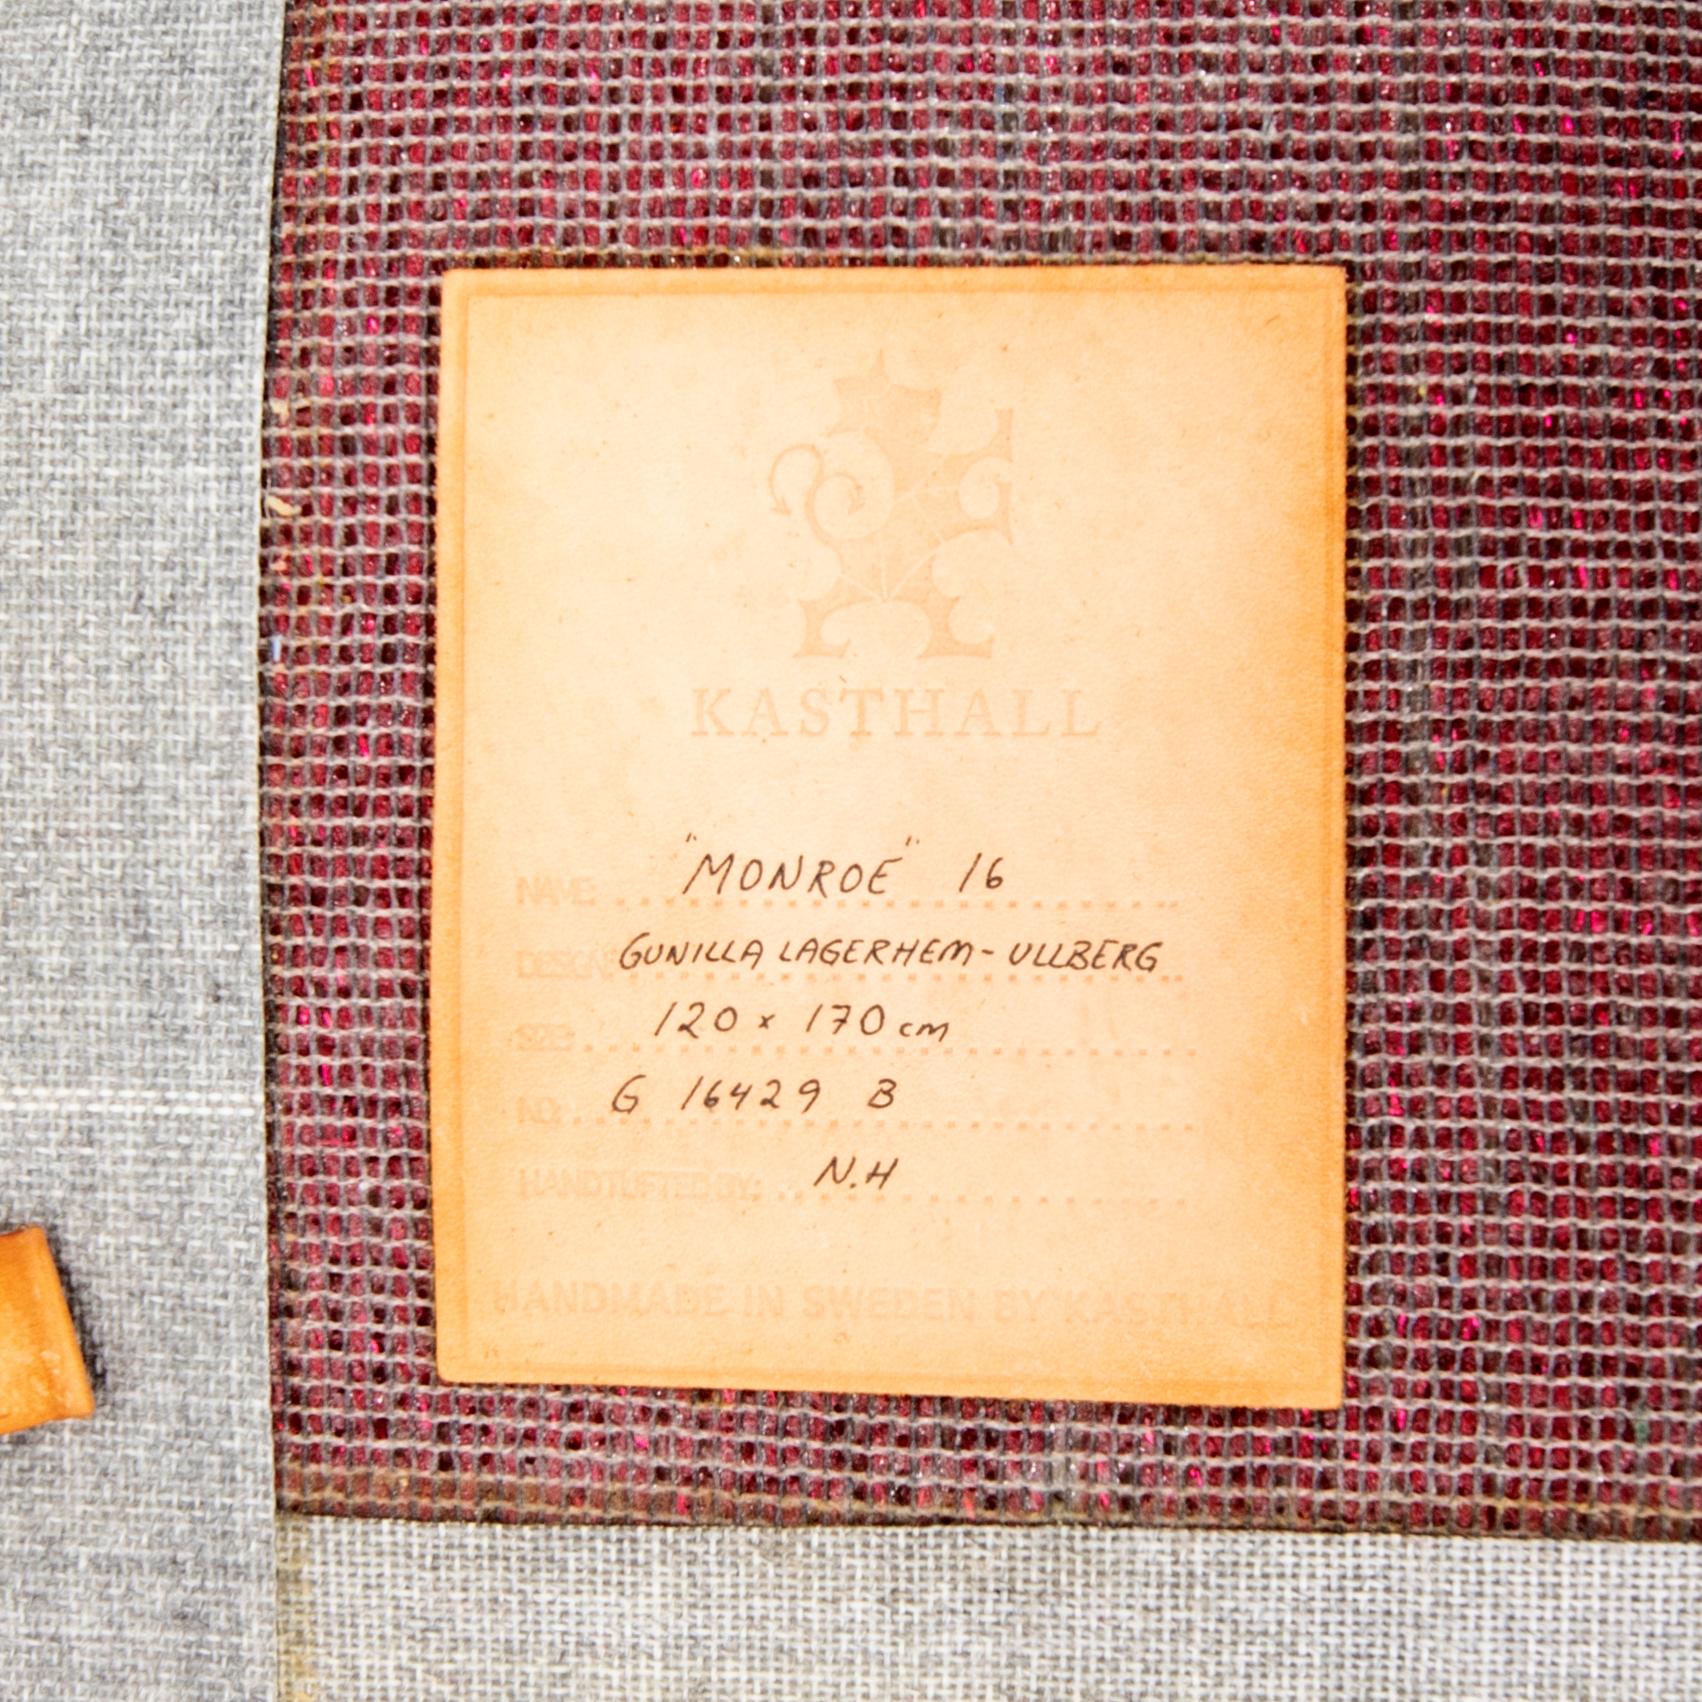 KASTHALL
NAME: "MONROE" 16
DESIGN: GUNILLA LAGERHEM-ULLBERG
SIZE: 120 x 170 cm
NO: G 16429 B
HANDTUFTED BY: N.H
HANDMADE IN SWEDEN BY KASTHALL